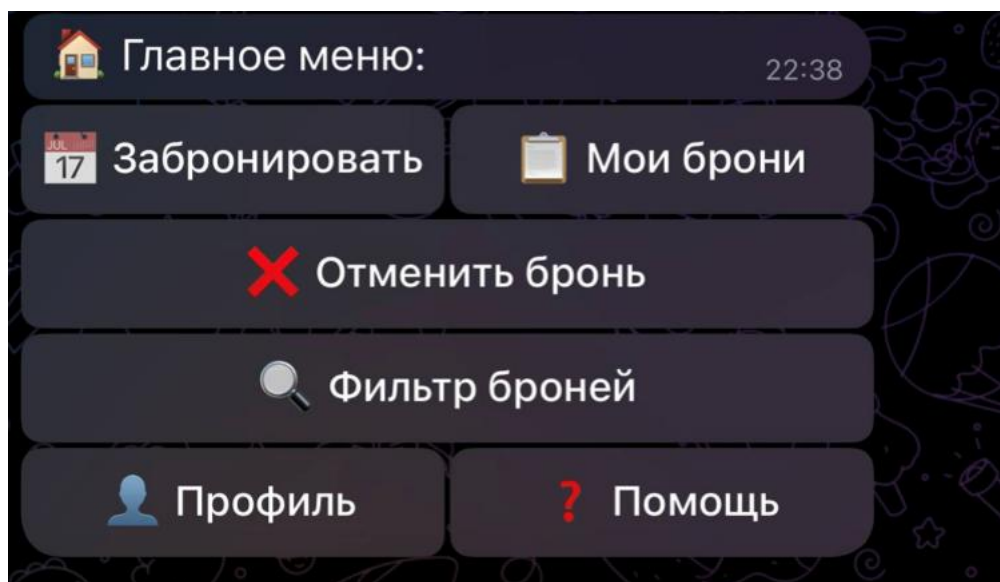 🏠 Главное меню:
22:38
📅 Забронировать
📋 Мои брони
❌ Отменить бронь
🔍 Фильтр броней
👤 Профиль
❓ Помощь